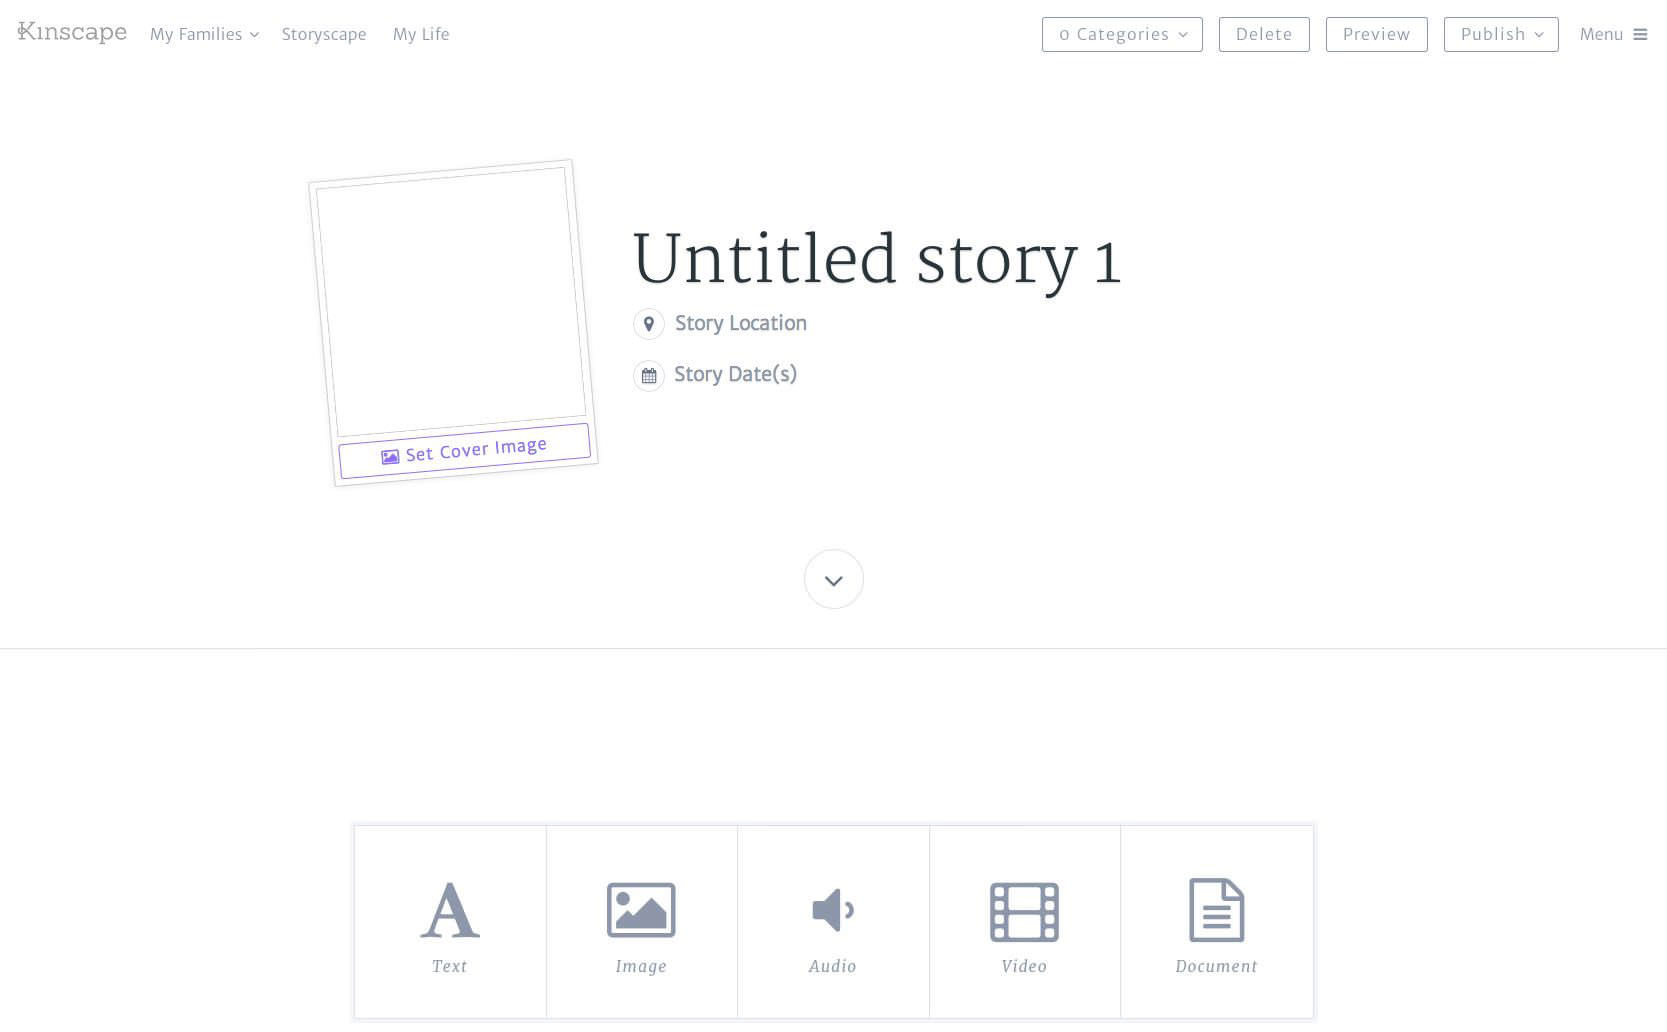 Kinscape My Families Storyscape My Life 0 Categories Delete Preview Publish Menu
Untitled story 1
Story Location
Story Date(s)
Set Cover Image
Text Image Audio Video Document